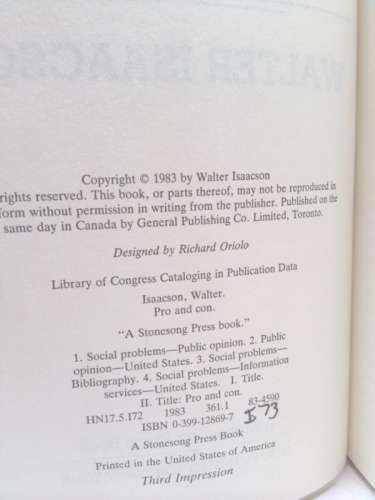 WALTER ISAACSO
Copyright © 1983 by Walter Isaacson
rights reserved. This book, or parts thereof, may not be reproduced in
form without permission in writing from the publisher. Published on the
same day in Canada by General Publishing Co. Limited, Toronto.
Designed by Richard Oriolo
Library of Congress Cataloging in Publication Data
Isaacson, Walter.
Pro and con.
"A Stonesong Press book."
1. Social problems—Public opinion. 2. Public
opinion—United States. 3. Social problems—
Bibliography. 4. Social problems—Information
services—United States. I. Title.
II. Title: Pro and con.
HN17.5.I72 1983 361.1 83-4590
ISBN 0-399-12869-7 I73
A Stonesong Press Book
Printed in the United States of America
Third Impression